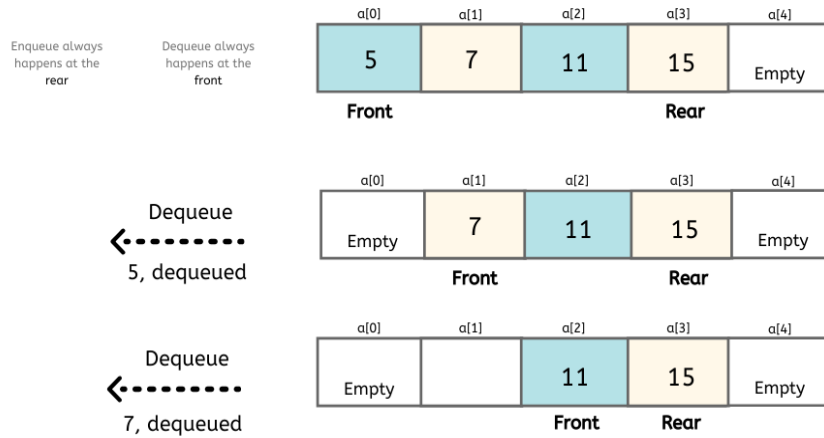 a[0] a[1] a[2] a[3] a[4]
Enqueue always
happens at the
rear
Dequeue always
happens at the
front
5 7 11 15 Empty
Front Rear
a[0] a[1] a[2] a[3] a[4]
Dequeue
5, dequeued
Empty 7 11 15 Empty
Front Rear
a[0] a[1] a[2] a[3] a[4]
Dequeue
7, dequeued
Empty 11 15 Empty
Front Rear